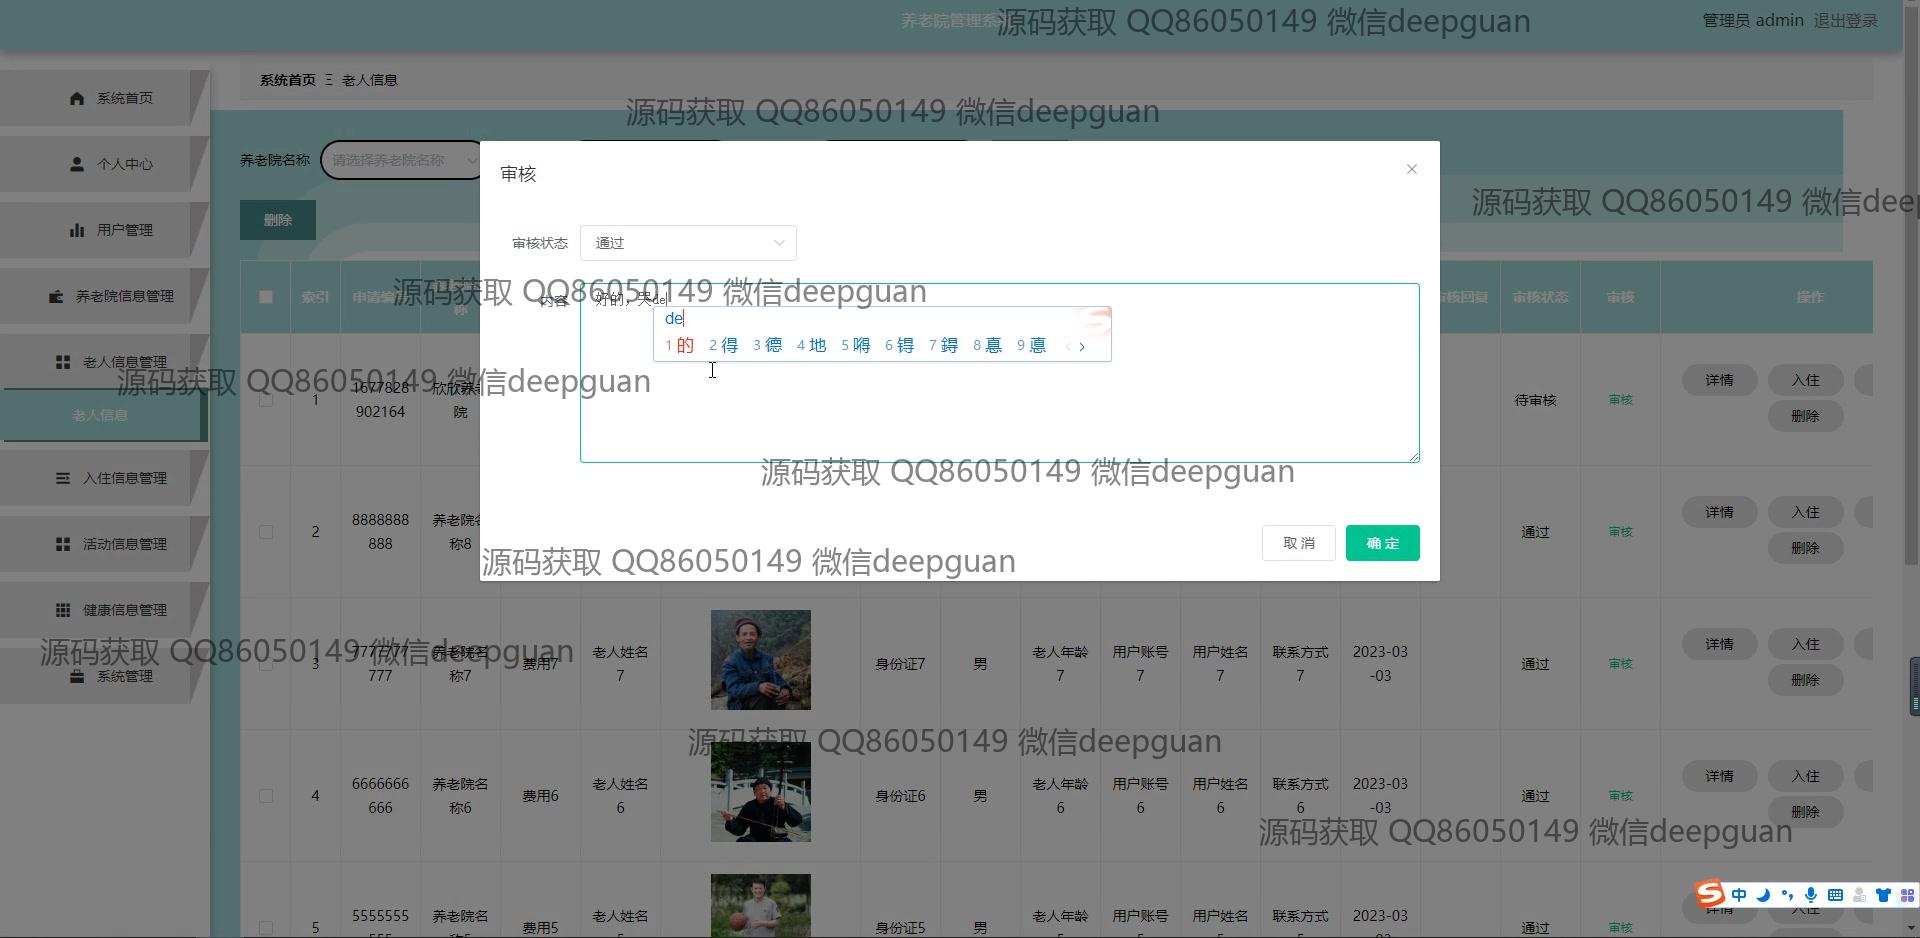 养老院管理系统
源码获取 QQ86050149 微信deepguan
管理员 admin 退出登录
系统首页 Ξ 老人信息
源码获取 QQ86050149 微信deepguan
系统首页
个人中心
用户管理
养老院信息管理
老人信息管理
老人信息
入住信息管理
活动信息管理
健康信息管理
系统管理
养老院名称 请选择养老院名称
源码获取 QQ86050149 微信deep
删除
审核
审核状态 通过
源码获取 QQ86050149 微信deepguan
内容 好的，
de
1 的 2 得 3 德 4 地 5 嘚 6 锝 7 鍀 8 惪 9 悳
索引 审核回复 审核状态 审核 操作
源码获取 QQ86050149 微信deepguan
1 1677828902164 欣欣养老院 待审核 审核 详情 入住 删除
源码获取 QQ86050149 微信deepguan
2 8888888888 养老院名称8 通过 审核 详情 入住 删除
取消 确定
源码获取 QQ86050149 微信deepguan
3 7777777777 养老院名称7 费用7 老人姓名7 身份证7 男 老人年龄7 用户账号7 用户姓名7 联系方式7 2023-03-03 通过 审核 详情 入住 删除
源码获取 QQ86050149 微信deepguan
源码获取 QQ86050149 微信deepguan
4 6666666666 养老院名称6 费用6 老人姓名6 身份证6 男 老人年龄6 用户账号6 用户姓名6 联系方式6 2023-03-03 通过 审核 详情 入住 删除
源码获取 QQ86050149 微信deepguan
5 5555555 养老院名 费用5 老人姓名 身份证5 男 老人年龄 用户账号 用户姓名 联系方式 2023-03 通过 审核 详情 入住
中